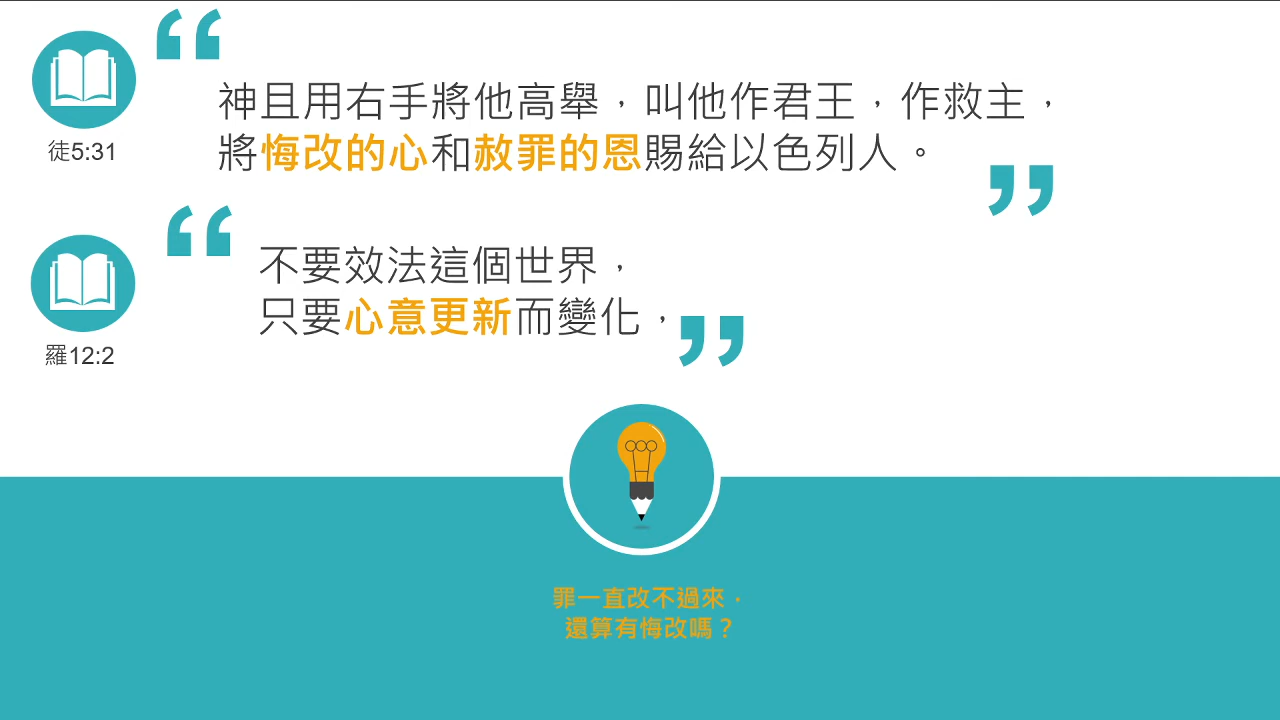 神且用右手將他高舉，叫他作君王，作救主，
將悔改的心和赦罪的恩賜給以色列人。
徒5:31
不要效法這個世界，
只要心意更新而變化，
羅12:2
罪一直改不過來，
還算有悔改嗎？